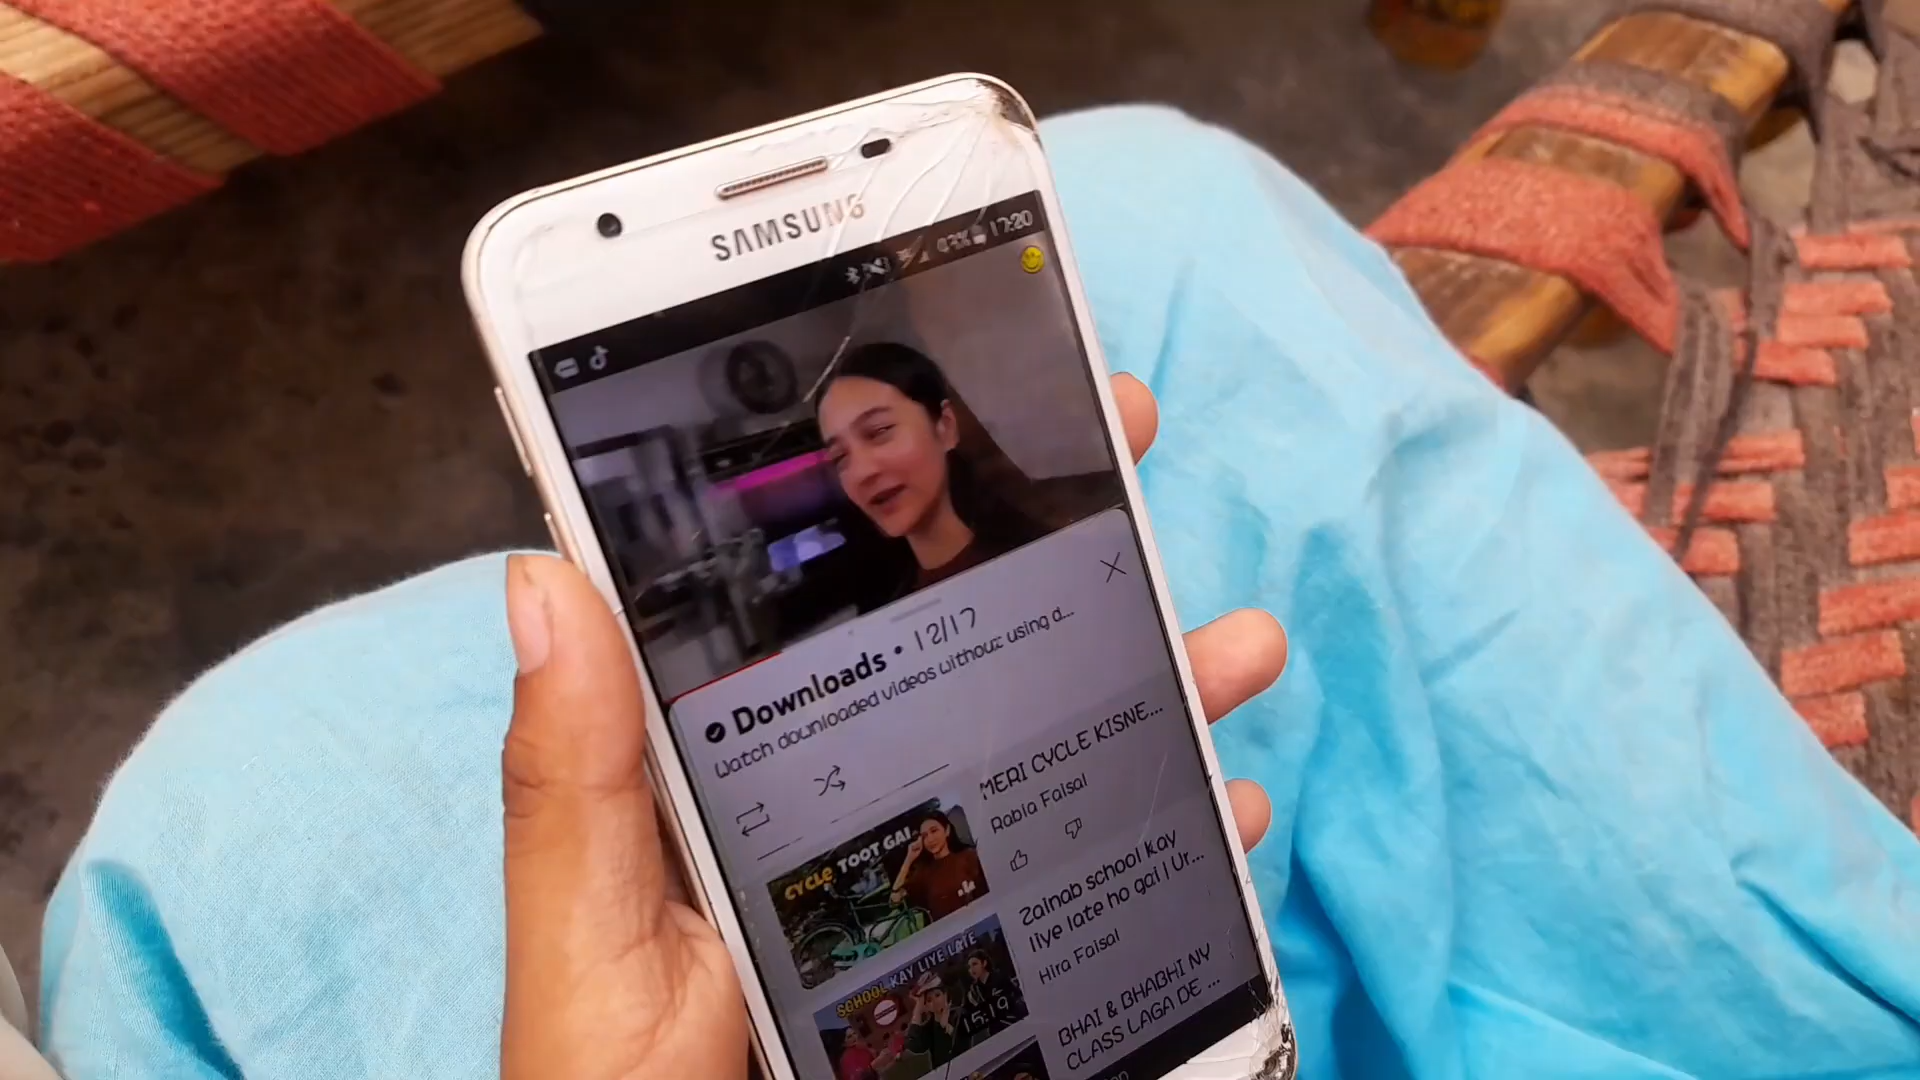 SAMSUNG
17:20
Downloads • 12/17
Watch downloaded videos without using d...
MERI CYCLE KISNE...
Rabia Faisal
CYCLE TOOT GAI
Zainab school kay
liye late ho gai | Ur...
Hira Faisal
SCHOOL KAY LIYE LATE
15:19
BHAI & BHABHI NY
CLASS LAGA DE ...